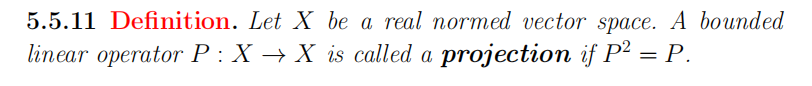 5.5.11 Definition. Let X be a real normed vector space. A bounded
linear operator P : X → X is called a projection if P² = P.